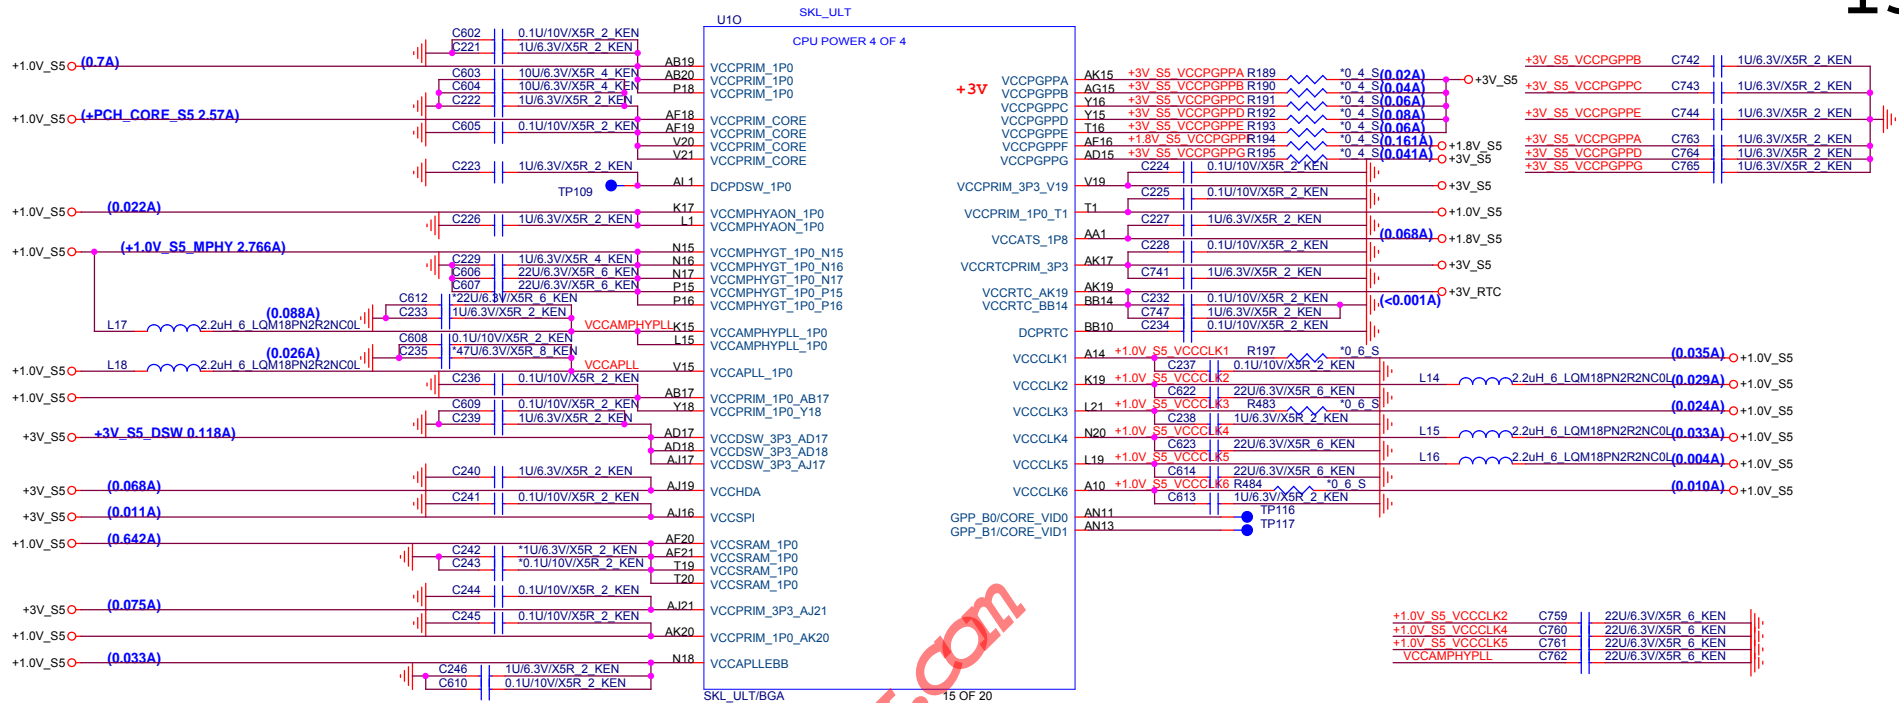 SKL_ULT
U1O
CPU POWER 4 OF 4
+3V
C602 0.1U/10V/X5R_2_KEN
C221 1U/6.3V/X5R_2_KEN
+1.0V_S5 (0.7A) AB19 VCCPRIM_1P0
C603 10U/6.3V/X5R_4_KEN AB20 VCCPRIM_1P0
C604 10U/6.3V/X5R_4_KEN P18 VCCPRIM_1P0
C222 1U/6.3V/X5R_2_KEN
+1.0V_S5 (+PCH_CORE_S5 2.57A) AF18 VCCPRIM_CORE
C605 0.1U/10V/X5R_2_KEN AF19 VCCPRIM_CORE
V20 VCCPRIM_CORE
V21 VCCPRIM_CORE
C223 1U/6.3V/X5R_2_KEN
TP109 AL1 DCPDSW_1P0
+1.0V_S5 (0.022A) K17 VCCMPHYAON_1P0
C226 1U/6.3V/X5R_2_KEN L1 VCCMPHYAON_1P0
+1.0V_S5 (+1.0V_S5_MPHY 2.766A) N15 VCCMPHYGT_1P0_N15
C229 1U/6.3V/X5R_4_KEN N16 VCCMPHYGT_1P0_N16
C606 22U/6.3V/X5R_6_KEN N17 VCCMPHYGT_1P0_N17
C607 22U/6.3V/X5R_6_KEN P15 VCCMPHYGT_1P0_P15
C612 *22U/6.3V/X5R_6_KEN P16 VCCMPHYGT_1P0_P16
(0.088A) C233 1U/6.3V/X5R_2_KEN
L17 2.2uH_6_LQM18PN2R2NC0L VCCAMPHYPLL K15 VCCAMPHYPLL_1P0
C608 0.1U/10V/X5R_2_KEN L15 VCCAMPHYPLL_1P0
(0.026A) C235 *47U/6.3V/X5R_8_KEN
+1.0V_S5 L18 2.2uH_6_LQM18PN2R2NC0L VCCAPLL V15 VCCAPLL_1P0
C236 0.1U/10V/X5R_2_KEN
+1.0V_S5 AB17 VCCPRIM_1P0_AB17
C609 0.1U/10V/X5R_2_KEN Y18 VCCPRIM_1P0_Y18
C239 1U/6.3V/X5R_2_KEN
+3V_S5 +3V_S5_DSW 0.118A) AD17 VCCDSW_3P3_AD17
AD18 VCCDSW_3P3_AD18
AJ17 VCCDSW_3P3_AJ17
C240 1U/6.3V/X5R_2_KEN
+3V_S5 (0.068A) AJ19 VCCHDA
C241 0.1U/10V/X5R_2_KEN
+3V_S5 (0.011A) AJ16 VCCSPI
+1.0V_S5 (0.642A) AF20 VCCSRAM_1P0
C242 *1U/6.3V/X5R_2_KEN AF21 VCCSRAM_1P0
C243 *0.1U/10V/X5R_2_KEN T19 VCCSRAM_1P0
T20 VCCSRAM_1P0
C244 0.1U/10V/X5R_2_KEN
+3V_S5 (0.075A) AJ21 VCCPRIM_3P3_AJ21
C245 0.1U/10V/X5R_2_KEN
+1.0V_S5 AK20 VCCPRIM_1P0_AK20
+1.0V_S5 (0.033A) N18 VCCAPLLEBB
C246 1U/6.3V/X5R_2_KEN
C610 0.1U/10V/X5R_2_KEN
SKL_ULT/BGA
15 OF 20
VCCPGPPA AK15 +3V_S5_VCCPGPPA R189 *0_4_S (0.02A) +3V_S5
VCCPGPPB AG15 +3V_S5_VCCPGPPB R190 *0_4_S (0.04A)
VCCPGPPC Y16 +3V_S5_VCCPGPPC R191 *0_4_S (0.06A)
VCCPGPPD Y15 +3V_S5_VCCPGPPD R192 *0_4_S (0.08A)
VCCPGPPE T16 +3V_S5_VCCPGPPE R193 *0_4_S (0.06A)
VCCPGPPF AF16 +1.8V_S5_VCCPGPPF R194 *0_4_S (0.161A) +1.8V_S5
VCCPGPPG AD15 +3V_S5_VCCPGPPG R195 *0_4_S (0.041A) +3V_S5
C224 0.1U/10V/X5R_2_KEN
VCCPRIM_3P3_V19 V19 +3V_S5
C225 0.1U/10V/X5R_2_KEN
VCCPRIM_1P0_T1 T1 +1.0V_S5
C227 1U/6.3V/X5R_2_KEN
VCCATS_1P8 AA1 (0.068A) +1.8V_S5
C228 0.1U/10V/X5R_2_KEN
VCCRTCPRIM_3P3 AK17 +3V_S5
C741 1U/6.3V/X5R_2_KEN
VCCRTC_AK19 AK19 +3V_RTC
VCCRTC_BB14 BB14 C232 0.1U/10V/X5R_2_KEN (<0.001A)
C747 1U/6.3V/X5R_2_KEN
DCPRTC BB10 C234 0.1U/10V/X5R_2_KEN
VCCCLK1 A14 +1.0V_S5_VCCCLK1 R197 *0_6_S (0.035A) +1.0V_S5
C237 0.1U/10V/X5R_2_KEN
VCCCLK2 K19 +1.0V_S5_VCCCLK2 L14 2.2uH_6_LQM18PN2R2NC0L (0.029A) +1.0V_S5
C622 22U/6.3V/X5R_6_KEN
VCCCLK3 L21 +1.0V_S5_VCCCLK3 R483 *0_6_S (0.024A) +1.0V_S5
C238 1U/6.3V/X5R_2_KEN
VCCCLK4 N20 +1.0V_S5_VCCCLK4 L15 2.2uH_6_LQM18PN2R2NC0L (0.033A) +1.0V_S5
C623 22U/6.3V/X5R_6_KEN
VCCCLK5 L19 +1.0V_S5_VCCCLK5 L16 2.2uH_6_LQM18PN2R2NC0L (0.004A) +1.0V_S5
C614 22U/6.3V/X5R_6_KEN
VCCCLK6 A10 +1.0V_S5_VCCCLK6 R484 *0_6_S (0.010A) +1.0V_S5
C613 1U/6.3V/X5R_2_KEN
GPP_B0/CORE_VID0 AN11 TP116
GPP_B1/CORE_VID1 AN13 TP117
+3V_S5_VCCPGPPB C742 1U/6.3V/X5R_2_KEN
+3V_S5_VCCPGPPC C743 1U/6.3V/X5R_2_KEN
+3V_S5_VCCPGPPE C744 1U/6.3V/X5R_2_KEN
+3V_S5_VCCPGPPA C763 1U/6.3V/X5R_2_KEN
+3V_S5_VCCPGPPD C764 1U/6.3V/X5R_2_KEN
+3V_S5_VCCPGPPG C765 1U/6.3V/X5R_2_KEN
+1.0V_S5_VCCCLK2 C759 22U/6.3V/X5R_6_KEN
+1.0V_S5_VCCCLK4 C760 22U/6.3V/X5R_6_KEN
+1.0V_S5_VCCCLK5 C761 22U/6.3V/X5R_6_KEN
VCCAMPHYPLL C762 22U/6.3V/X5R_6_KEN
.com